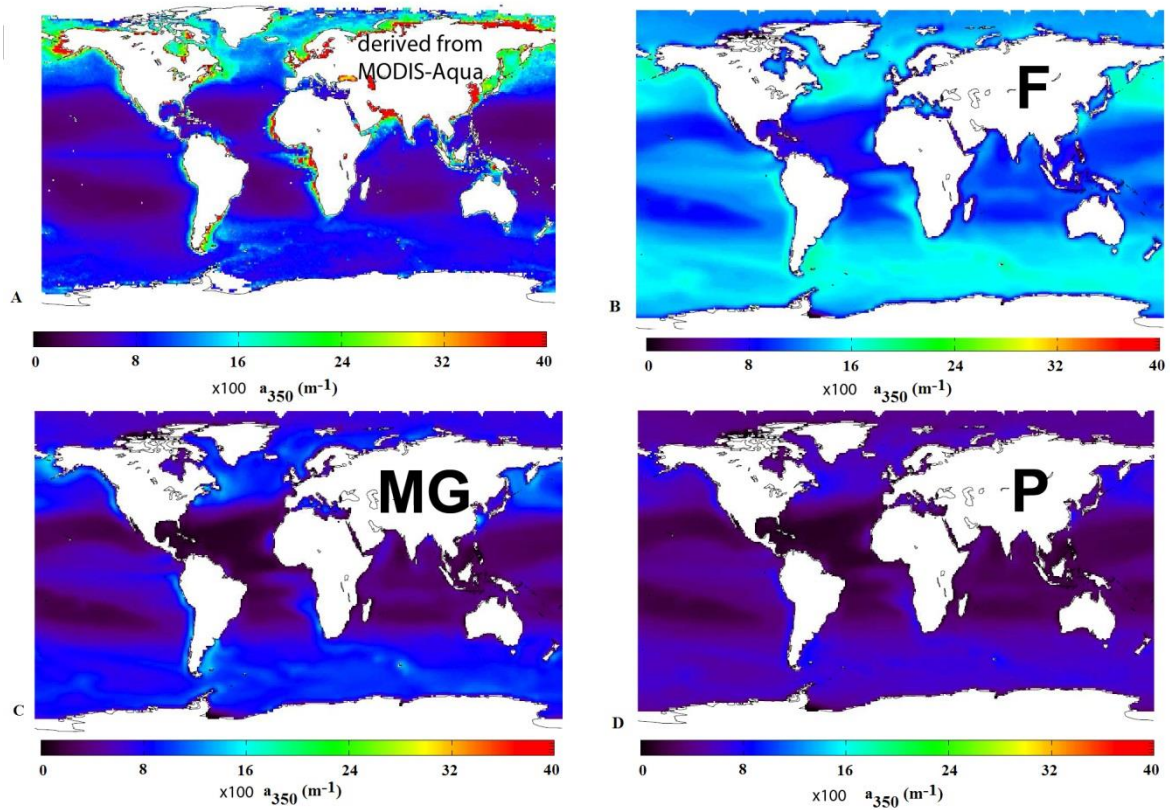 derived from
MODIS-Aqua
A
0 8 16 24 32 40
x100 a350 (m-1)
F
B
0 8 16 24 32 40
x100 a350 (m-1)
MG
C
0 8 16 24 32 40
x100 a350 (m-1)
P
D
0 8 16 24 32 40
x100 a350 (m-1)